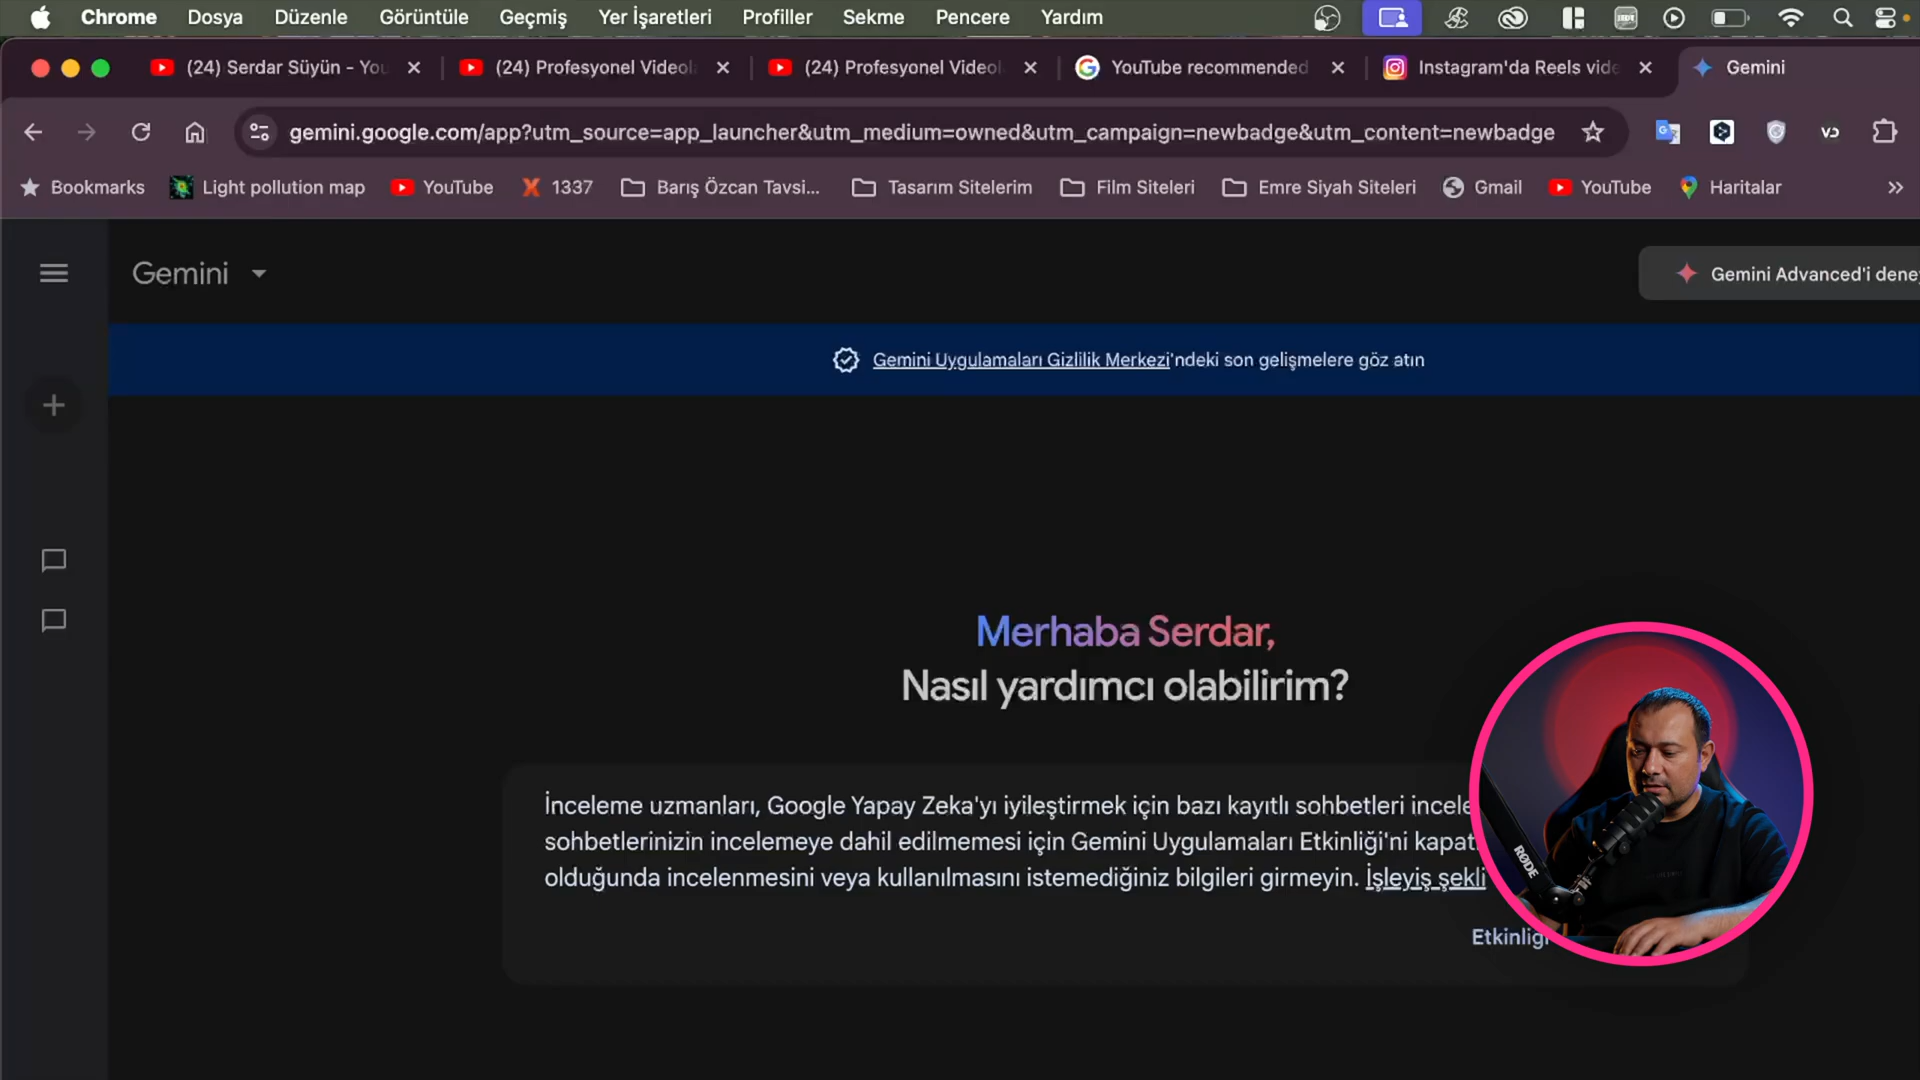 Chrome Dosya Düzenle Görüntüle Geçmiş Yer İşaretleri Profiller Sekme Pencere Yardım
(24) Serdar Süyün - You (24) Profesyonel Videol (24) Profesyonel Videol YouTube recommended Instagram'da Reels vide Gemini
gemini.google.com/app?utm_source=app_launcher&utm_medium=owned&utm_campaign=newbadge&utm_content=newbadge
Bookmarks Light pollution map YouTube 1337 Barış Özcan Tavsi... Tasarım Sitelerim Film Siteleri Emre Siyah Siteleri Gmail YouTube Haritalar
Gemini
Gemini Advanced'i dene
Gemini Uygulamaları Gizlilik Merkezi'ndeki son gelişmelere göz atın
Merhaba Serdar,
Nasıl yardımcı olabilirim?
İnceleme uzmanları, Google Yapay Zeka'yı iyileştirmek için bazı kayıtlı sohbetleri incele
sohbetlerinizin incelemeye dahil edilmemesi için Gemini Uygulamaları Etkinliği'ni kapat
olduğunda incelenmesini veya kullanılmasını istemediğiniz bilgileri girmeyin. İşleyiş şekli
Etkinliği
RØDE